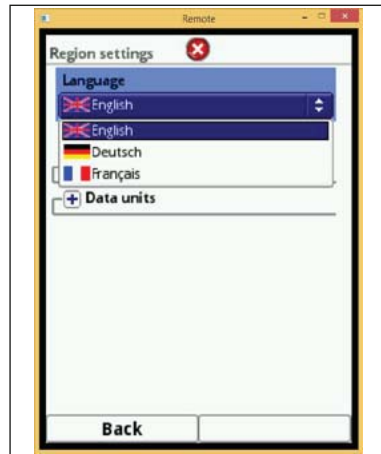 Remote
Region settings
Language
English
English
Deutsch
Français
Data units
Back